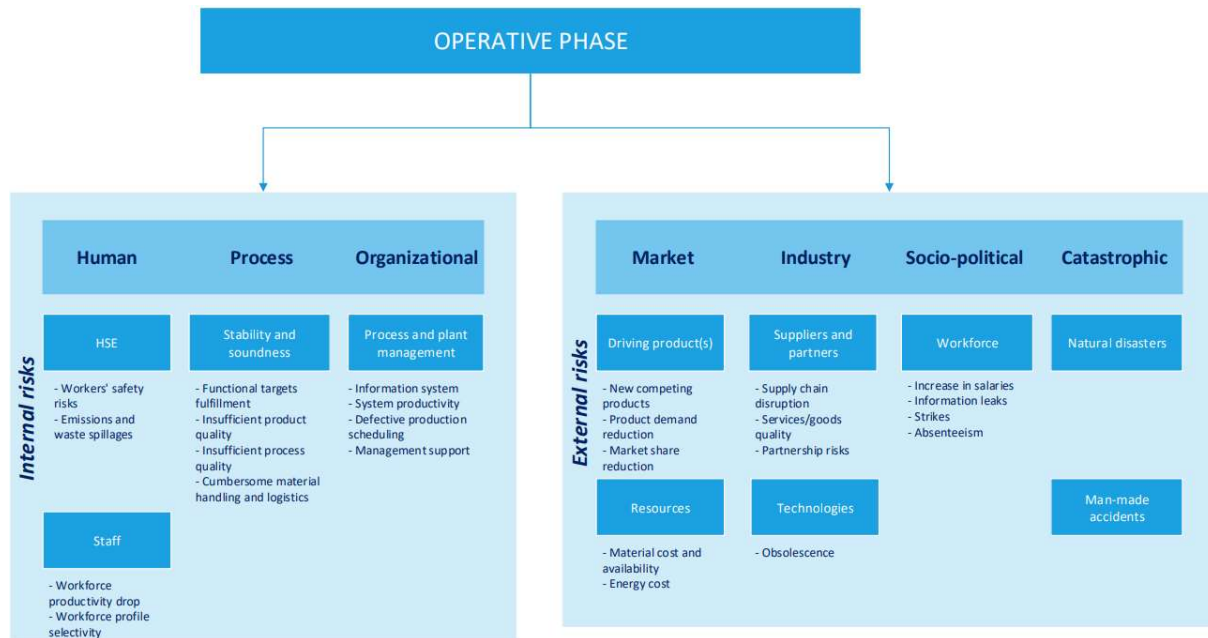 OPERATIVE PHASE
Internal risks
Human
Process
Organizational
HSE
- Workers' safety
risks
- Emissions and
waste spillages
Staff
- Workforce
productivity drop
- Workforce profile
selectivity
Stability and
soundness
- Functional targets
fulfillment
- Insufficient product
quality
- Insufficient process
quality
- Cumbersome material
handling and logistics
Process and plant
management
- Information system
- System productivity
- Defective production
scheduling
- Management support
External risks
Market
Industry
Socio-political
Catastrophic
Driving product(s)
- New competing
products
- Product demand
reduction
- Market share
reduction
Resources
- Material cost and
availability
- Energy cost
Suppliers and
partners
- Supply chain
disruption
- Services/goods
quality
- Partnership risks
Technologies
- Obsolescence
Workforce
- Increase in salaries
- Information leaks
- Strikes
- Absenteeism
Natural disasters
Man-made
accidents